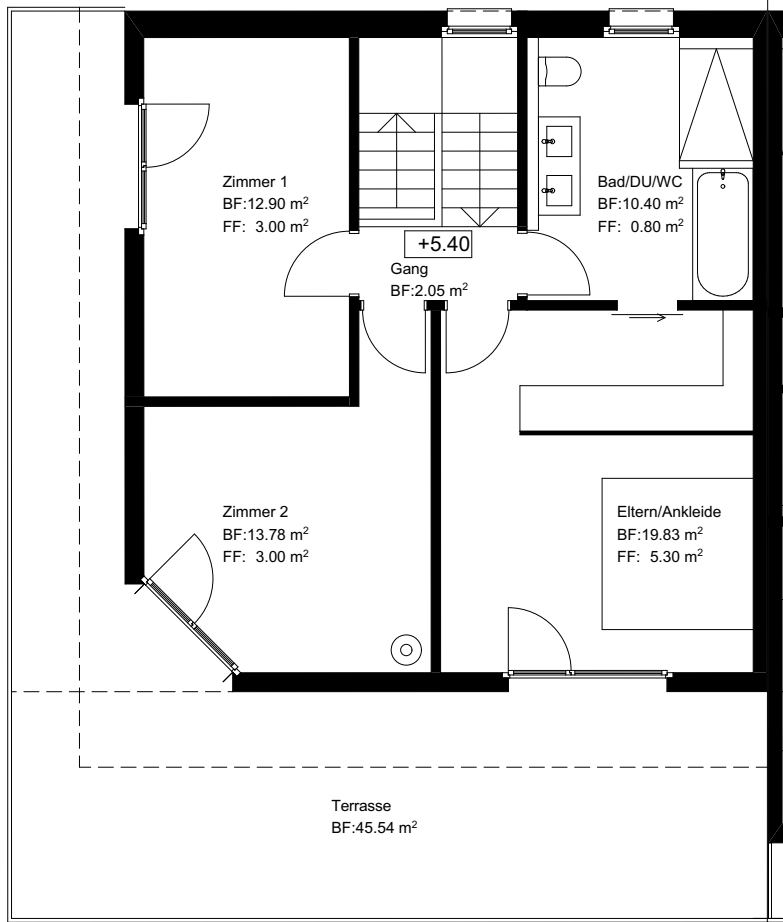 Zimmer 1
BF:12.90 m²
FF: 3.00 m²
Bad/DU/WC
BF:10.40 m²
FF: 0.80 m²
+5.40
Gang
BF:2.05 m²
Zimmer 2
BF:13.78 m²
FF: 3.00 m²
Eltern/Ankleide
BF:19.83 m²
FF: 5.30 m²
Terrasse
BF:45.54 m²